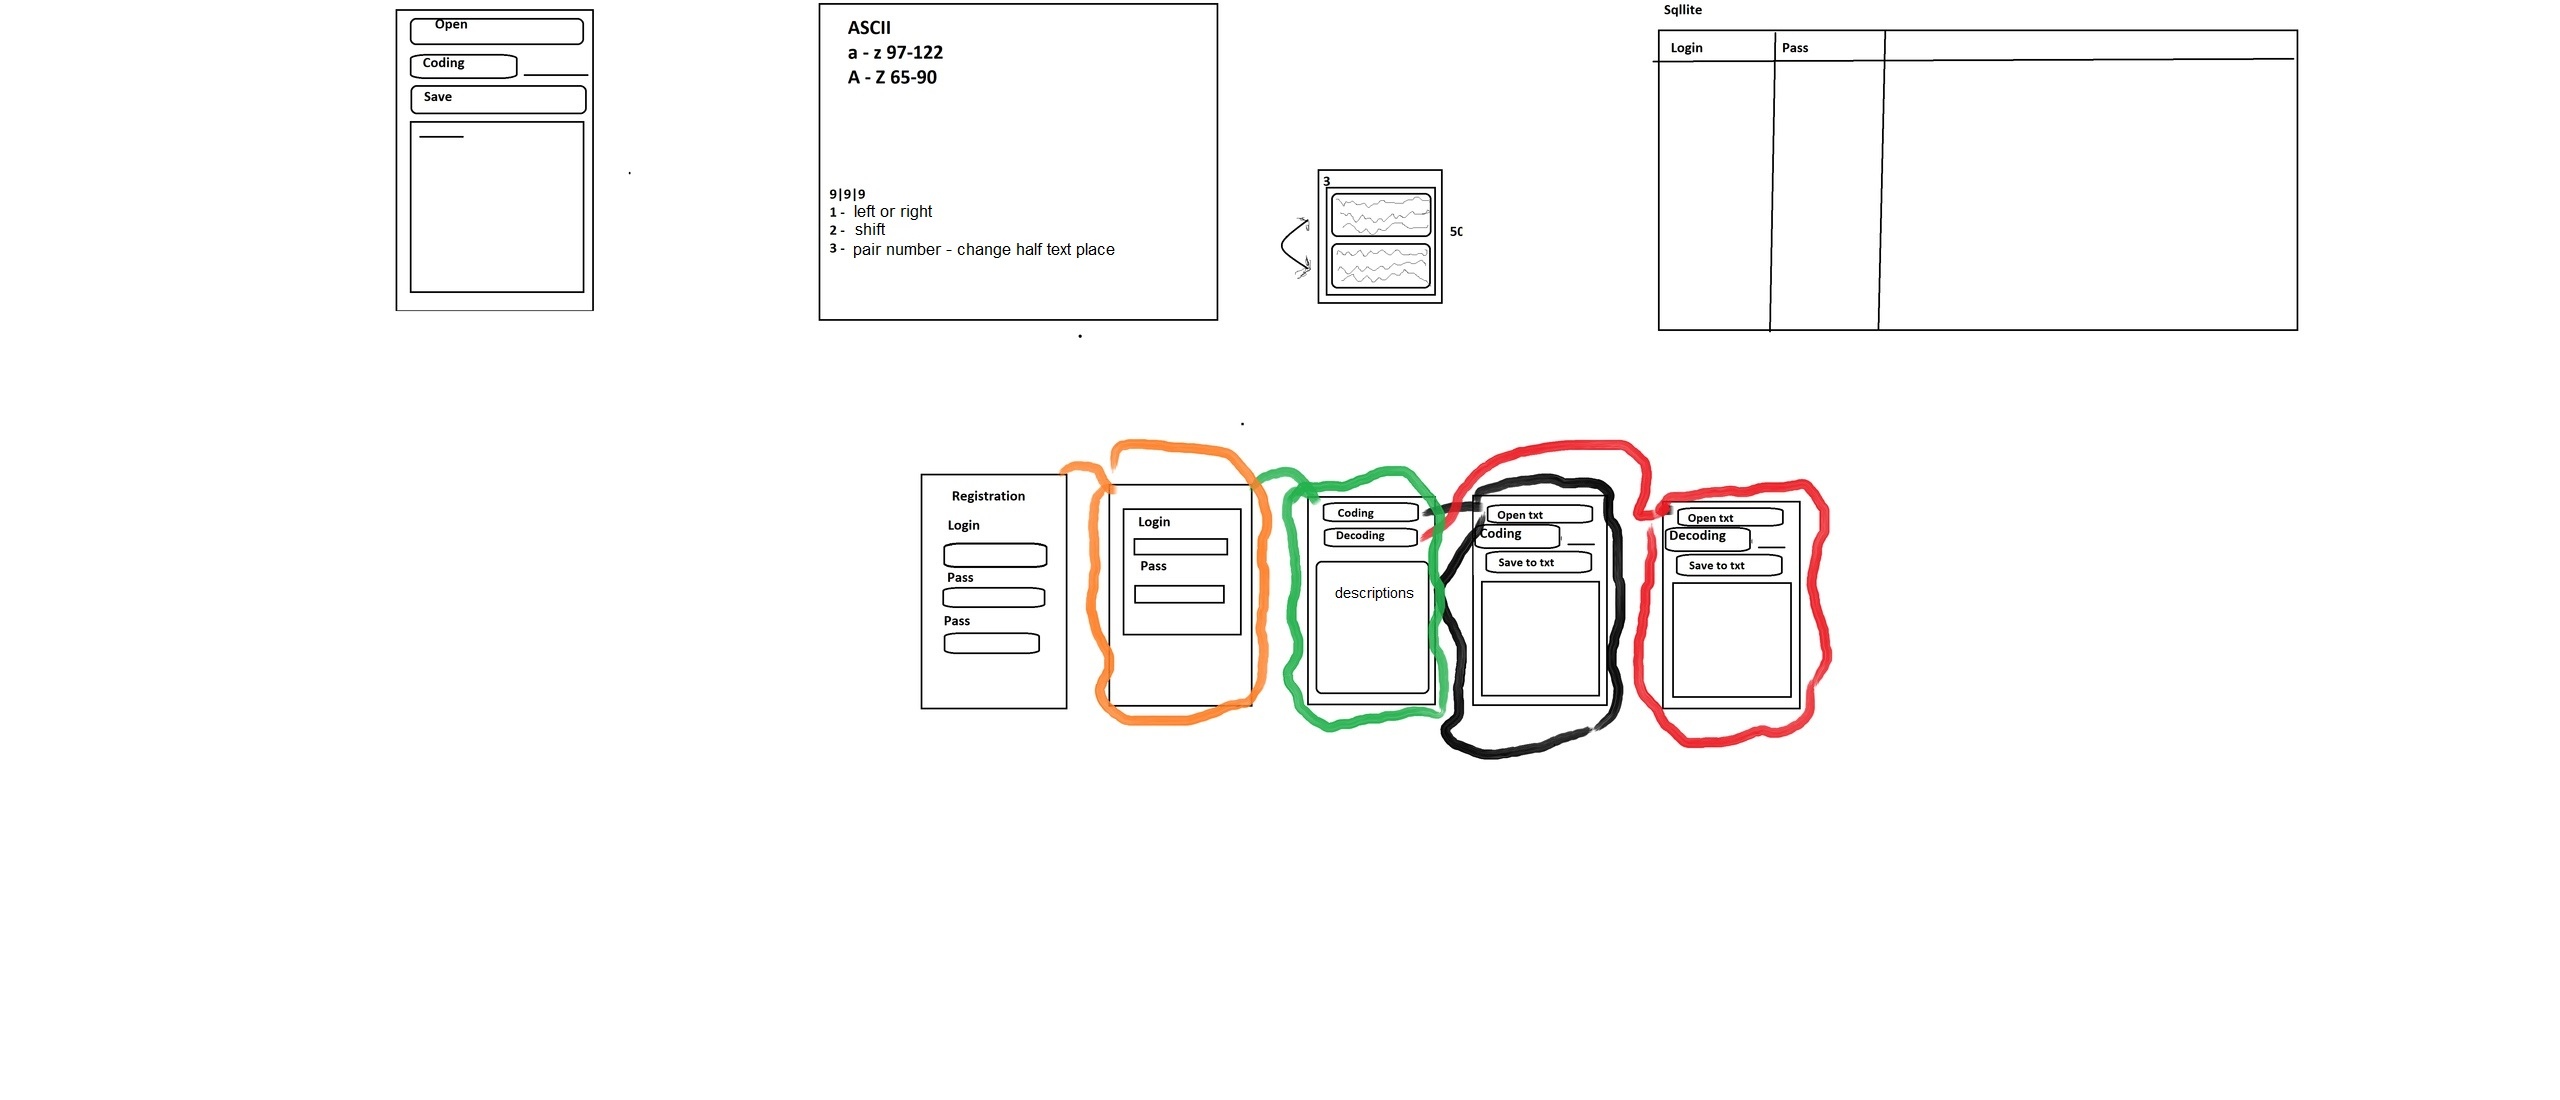 Open
Coding
Save
ASCII
a - z 97-122
A - Z 65-90
9|9|9
1 - left or right
2 - shift
3 - pair number - change half text place
3
50
Sqllite
Login Pass
Registration
Login
Pass
Pass
Login
Pass
Coding
Decoding
descriptions
Open txt
Coding
Save to txt
Open txt
Decoding
Save to txt